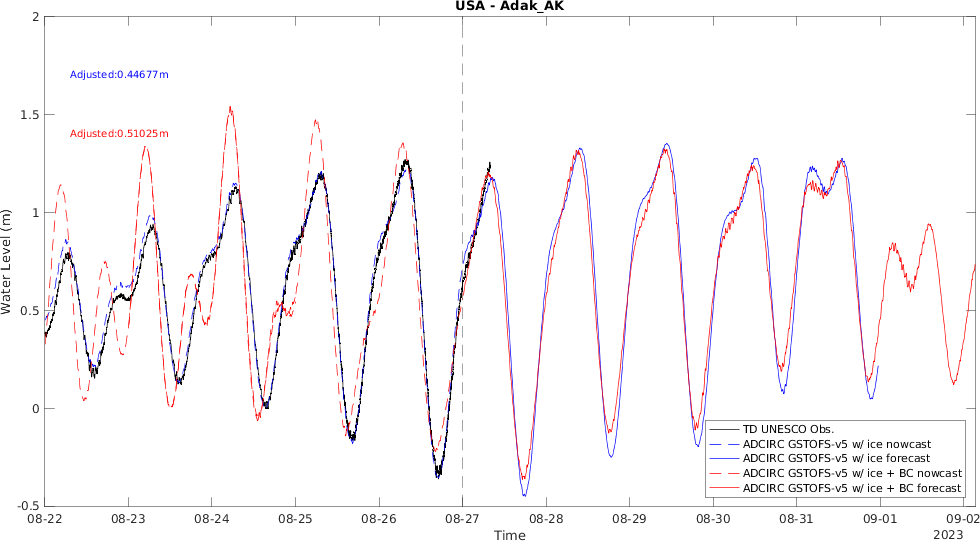 USA - Adak_AK
2
1.5
1
0.5
0
-0.5
Water Level (m)
Adjusted:0.44677m
Adjusted:0.51025m
TD UNESCO Obs.
ADCIRC GSTOFS-v5 w/ ice nowcast
ADCIRC GSTOFS-v5 w/ ice forecast
ADCIRC GSTOFS-v5 w/ ice + BC nowcast
ADCIRC GSTOFS-v5 w/ ice + BC forecast
08-22 08-23 08-24 08-25 08-26 08-27 08-28 08-29 08-30 08-31 09-01 09-02
Time
2023